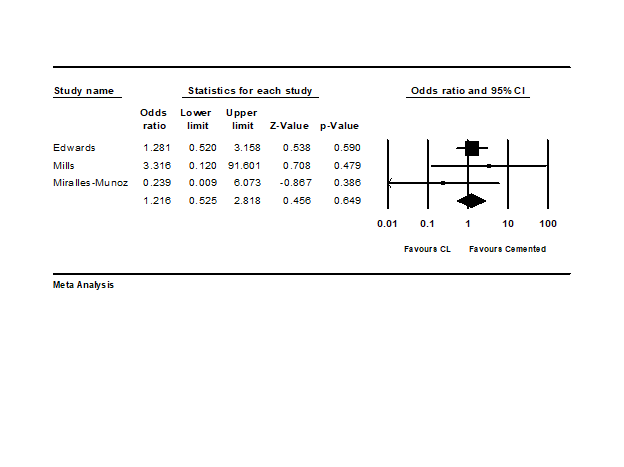 Study name Statistics for each study Odds ratio and 95% CI
Odds Lower Upper
ratio limit limit Z-Value p-Value
Edwards 1.281 0.520 3.158 0.538 0.590
Mills 3.316 0.120 91.601 0.708 0.479
Miralles-Munoz 0.239 0.009 6.073 -0.867 0.386
1.216 0.525 2.818 0.456 0.649
0.01 0.1 1 10 100
Favours CL Favours Cemented
Meta Analysis